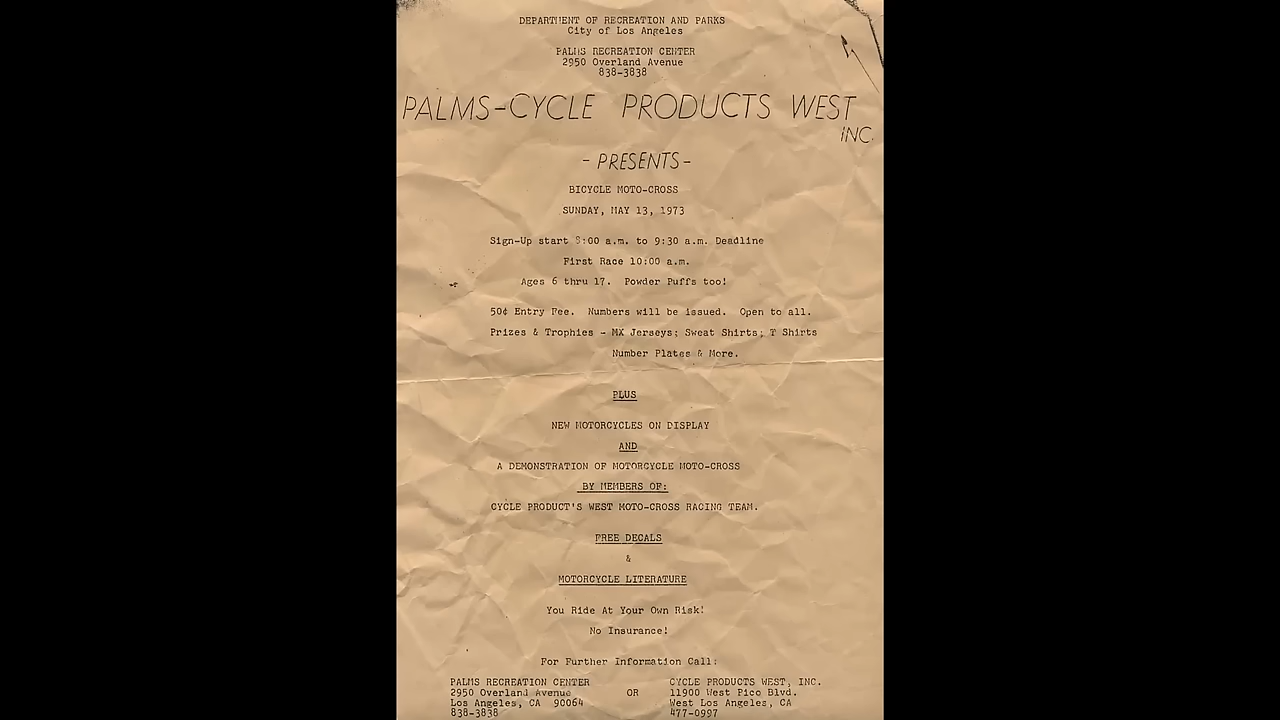 DEPARTMENT OF RECREATION AND PARKS
City of Los Angeles
PALMS RECREATION CENTER
2950 Overland Avenue
838-3838
PALMS-CYCLE PRODUCTS WEST
INC.
- PRESENTS -
BICYCLE MOTO-CROSS
SUNDAY, MAY 13, 1973
Sign-Up start 8:00 a.m. to 9:30 a.m. Deadline
First Race 10:00 a.m.
Ages 6 thru 17. Powder Puffs too!
50¢ Entry Fee. Numbers will be issued. Open to all.
Prizes & Trophies - MX Jerseys; Sweat Shirts; T Shirts
Number Plates & More.
PLUS
NEW MOTORCYCLES ON DISPLAY
AND
A DEMONSTRATION OF MOTORCYCLE MOTO-CROSS
BY MEMBERS OF:
CYCLE PRODUCT'S WEST MOTO-CROSS RACING TEAM.
FREE DECALS
&
MOTORCYCLE LITERATURE
You Ride At Your Own Risk!
No Insurance!
For Further Information Call:
PALMS RECREATION CENTER
2950 Overland Avenue
Los Angeles, CA 90064
838-3838
OR
CYCLE PRODUCTS WEST, INC.
11900 West Pico Blvd.
West Los Angeles, CA
477-0997